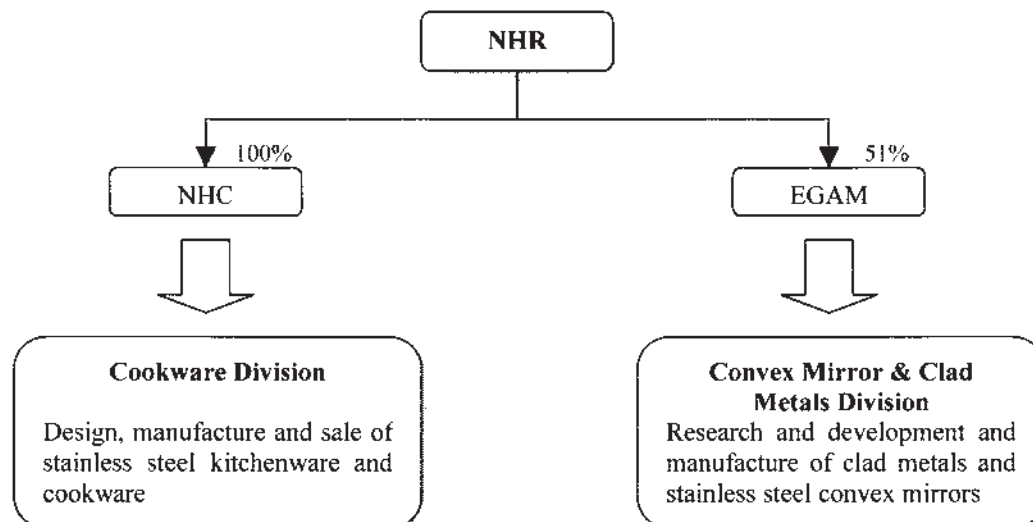 NHR
100%
51%
NHC
EGAM
Cookware Division
Design, manufacture and sale of
stainless steel kitchenware and
cookware
Convex Mirror & Clad
Metals Division
Research and development and
manufacture of clad metals and
stainless steel convex mirrors